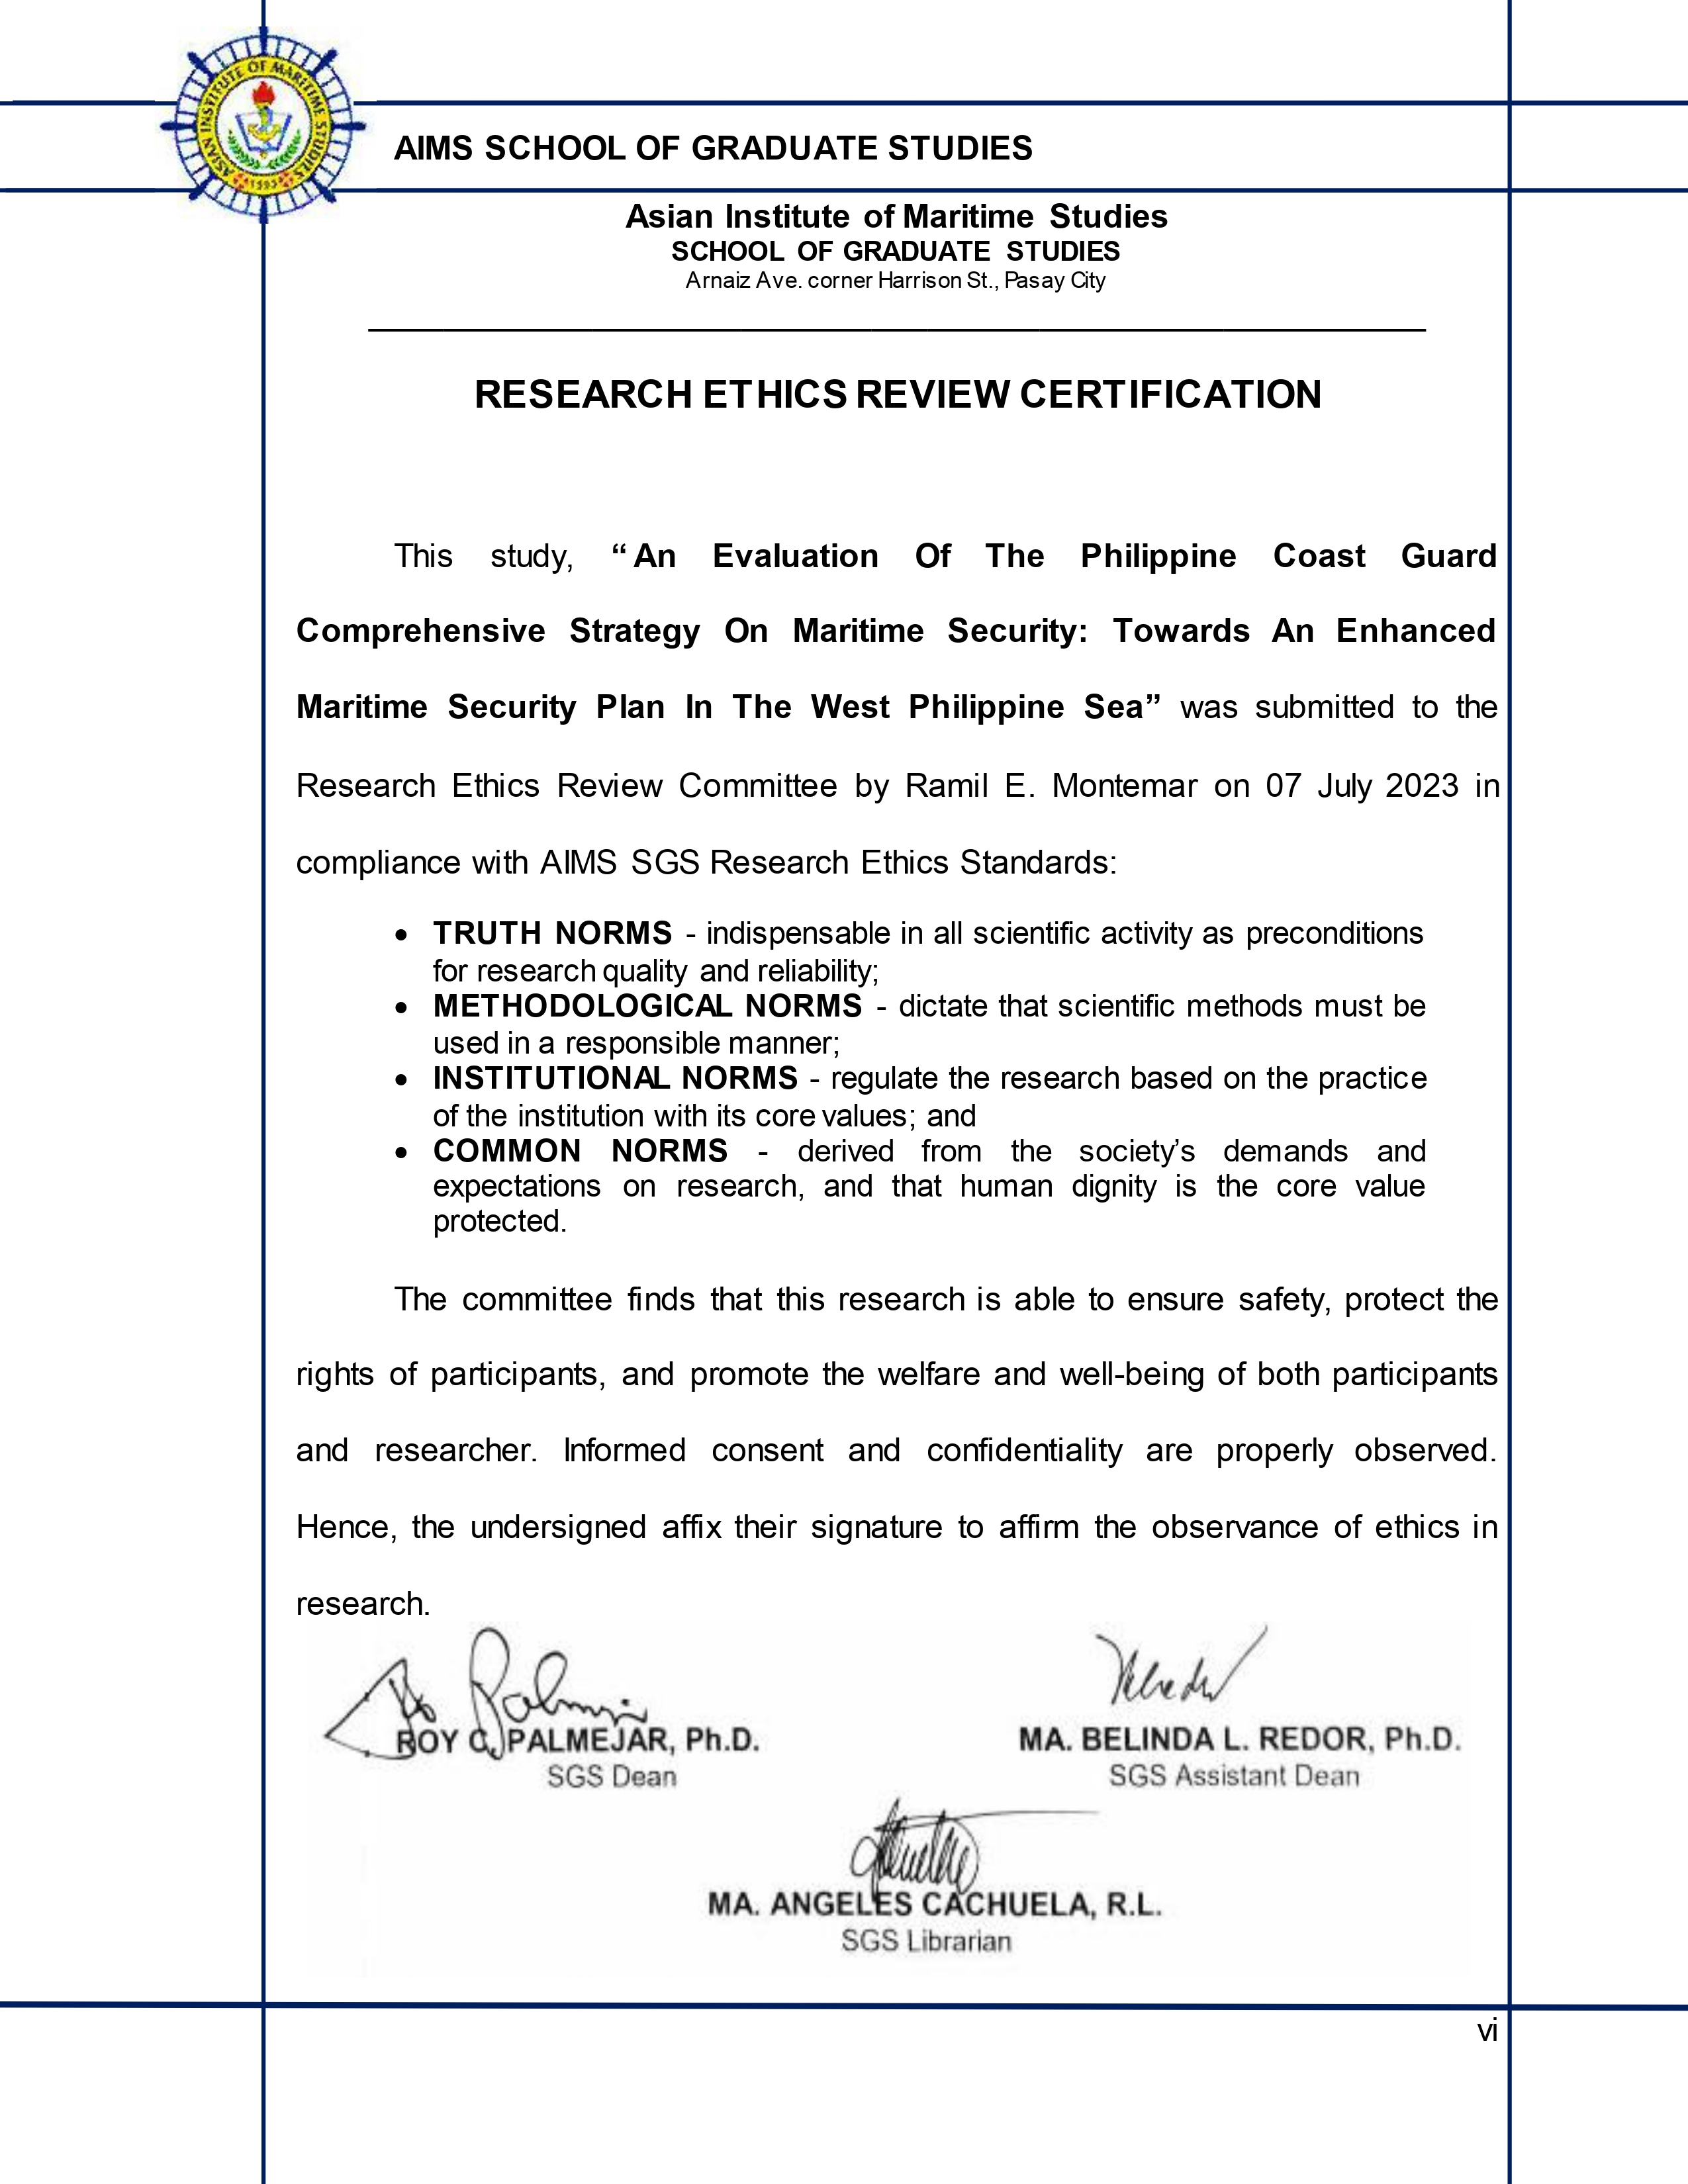 ASIAN INSTITUTE OF MARITIME STUDIES
1993
AIMS SCHOOL OF GRADUATE STUDIES
Asian Institute of Maritime Studies
SCHOOL OF GRADUATE STUDIES
Arnaiz Ave. corner Harrison St., Pasay City
RESEARCH ETHICS REVIEW CERTIFICATION
This study, “An Evaluation Of The Philippine Coast Guard
Comprehensive Strategy On Maritime Security: Towards An Enhanced
Maritime Security Plan In The West Philippine Sea” was submitted to the
Research Ethics Review Committee by Ramil E. Montemar on 07 July 2023 in
compliance with AIMS SGS Research Ethics Standards:
• TRUTH NORMS - indispensable in all scientific activity as preconditions
for research quality and reliability;
• METHODOLOGICAL NORMS - dictate that scientific methods must be
used in a responsible manner;
• INSTITUTIONAL NORMS - regulate the research based on the practice
of the institution with its core values; and
• COMMON NORMS - derived from the society’s demands and
expectations on research, and that human dignity is the core value
protected.
The committee finds that this research is able to ensure safety, protect the
rights of participants, and promote the welfare and well-being of both participants
and researcher. Informed consent and confidentiality are properly observed.
Hence, the undersigned affix their signature to affirm the observance of ethics in
research.
ROY C. PALMEJAR, Ph.D.
SGS Dean
MA. BELINDA L. REDOR, Ph.D.
SGS Assistant Dean
MA. ANGELES CACHUELA, R.L.
SGS Librarian
vi